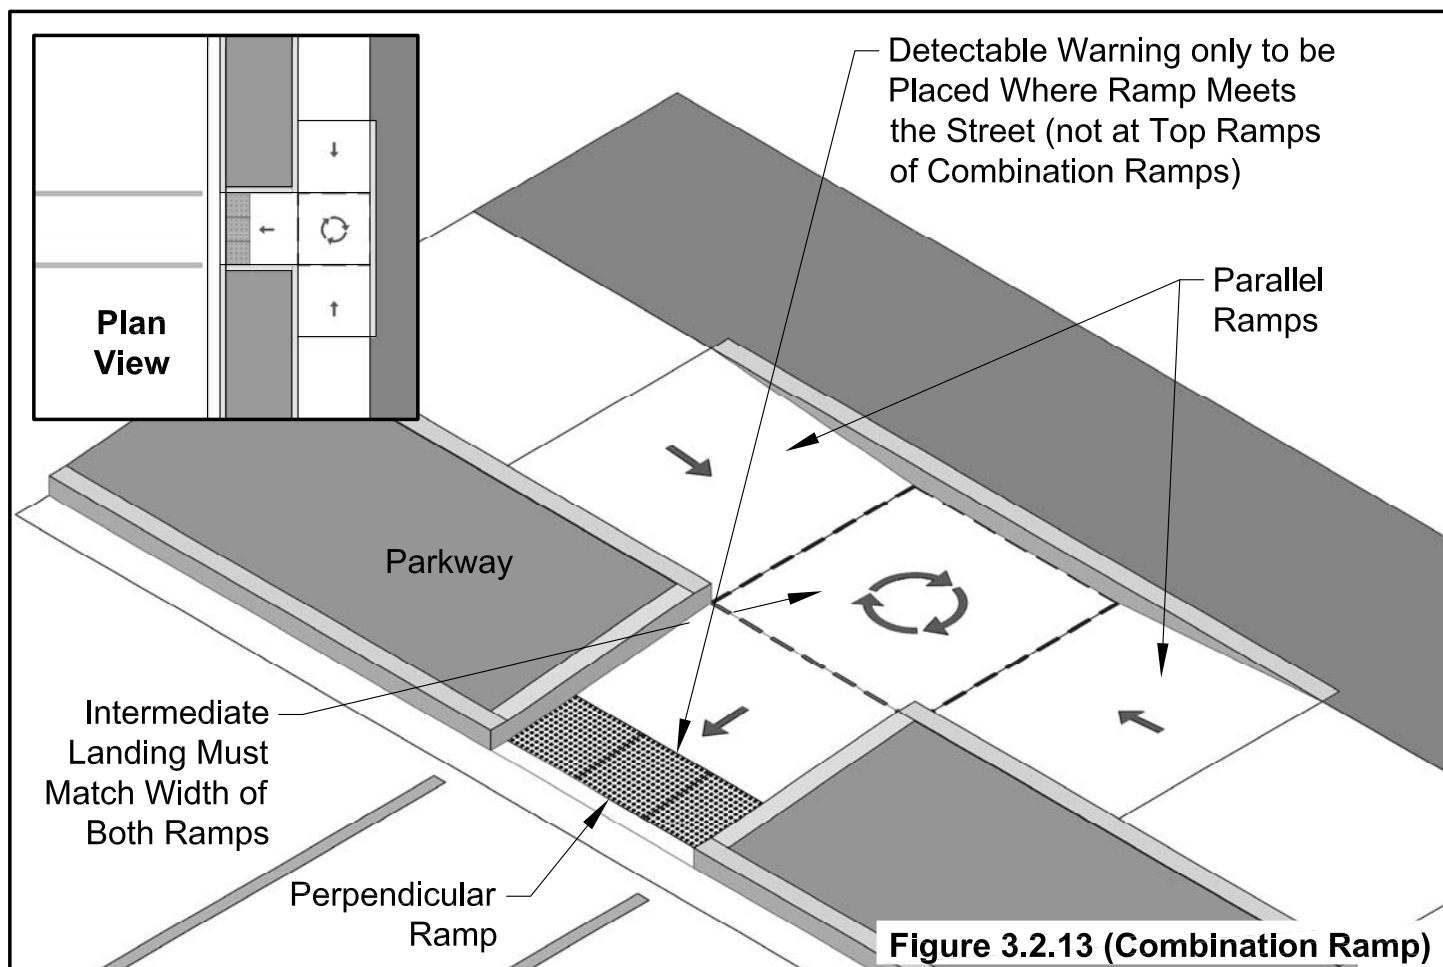 Plan
View
Detectable Warning only to be
Placed Where Ramp Meets
the Street (not at Top Ramps
of Combination Ramps)
Parallel
Ramps
Parkway
Intermediate
Landing Must
Match Width of
Both Ramps
Perpendicular
Ramp
Figure 3.2.13 (Combination Ramp)